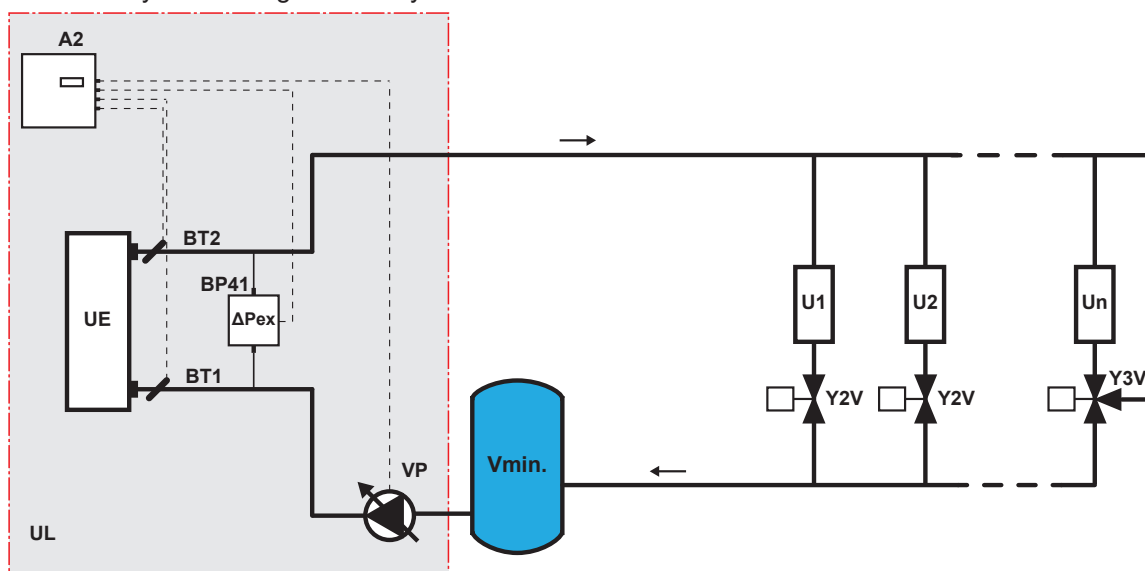 A2
BT2
BP41
ΔPex
UE
BT1
VP
UL
Vmin.
U1
U2
Un
Y2V
Y2V
Y3V